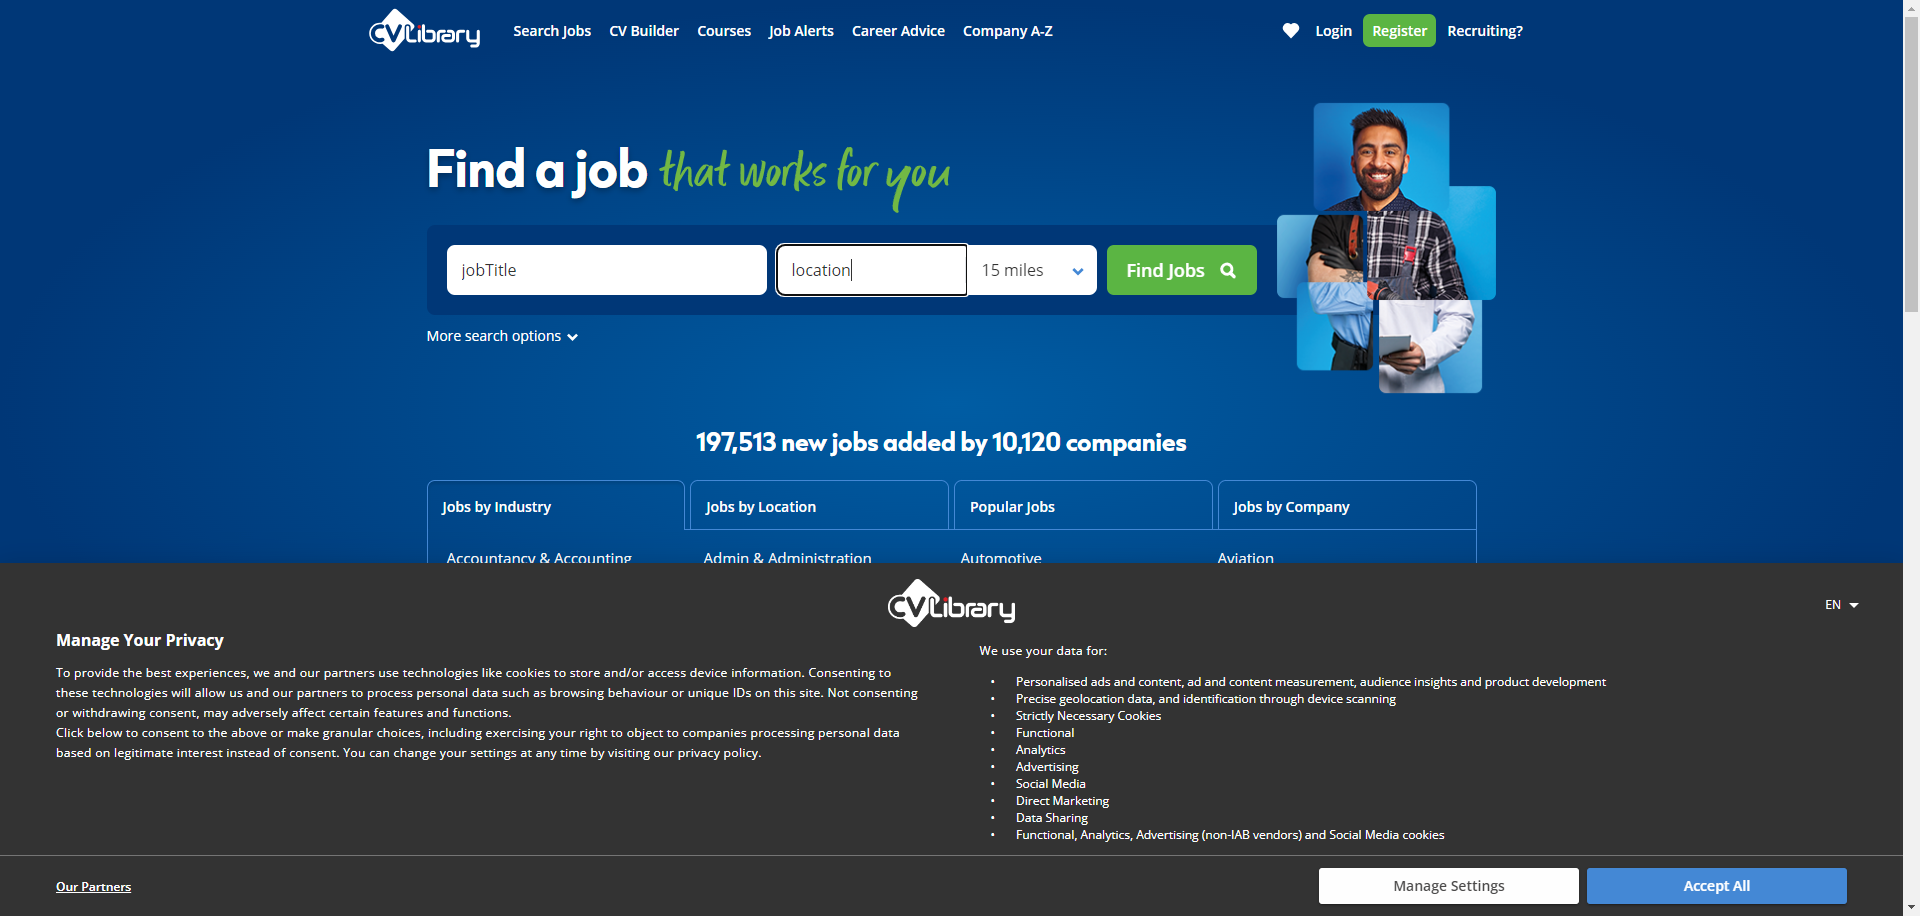 CVLibrary
Search Jobs
CV Builder
Courses
Job Alerts
Career Advice
Company A-Z
Login
Register
Recruiting?
Find a job that works for you
jobTitle
location
15 miles
Find Jobs
More search options
197,513 new jobs added by 10,120 companies
Jobs by Industry
Jobs by Location
Popular Jobs
Jobs by Company
Accountancy & Accounting
Admin & Administration
Automotive
Aviation
CVLibrary
EN
Manage Your Privacy
To provide the best experiences, we and our partners use technologies like cookies to store and/or access device information. Consenting to
these technologies will allow us and our partners to process personal data such as browsing behaviour or unique IDs on this site. Not consenting
or withdrawing consent, may adversely affect certain features and functions.
Click below to consent to the above or make granular choices, including exercising your right to object to companies processing personal data
based on legitimate interest instead of consent. You can change your settings at any time by visiting our privacy policy.
We use your data for:
• Personalised ads and content, ad and content measurement, audience insights and product development
• Precise geolocation data, and identification through device scanning
• Strictly Necessary Cookies
• Functional
• Analytics
• Advertising
• Social Media
• Direct Marketing
• Data Sharing
• Functional, Analytics, Advertising (non-IAB vendors) and Social Media cookies
Our Partners
Manage Settings
Accept All